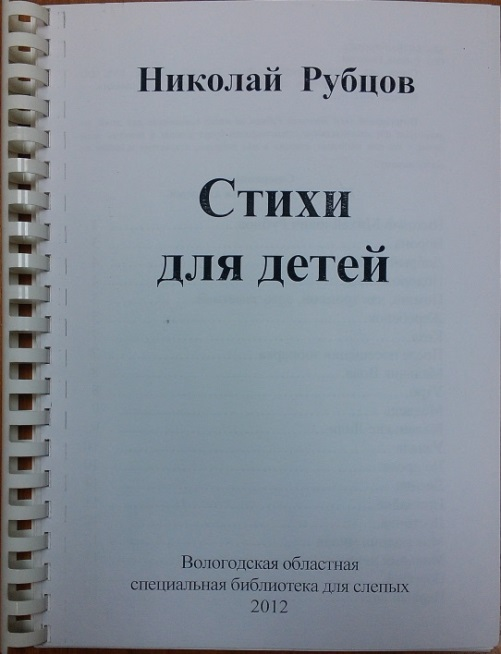 Николай Рубцов
Стихи
для детей
Вологодская областная
специальная библиотека для слепых
2012